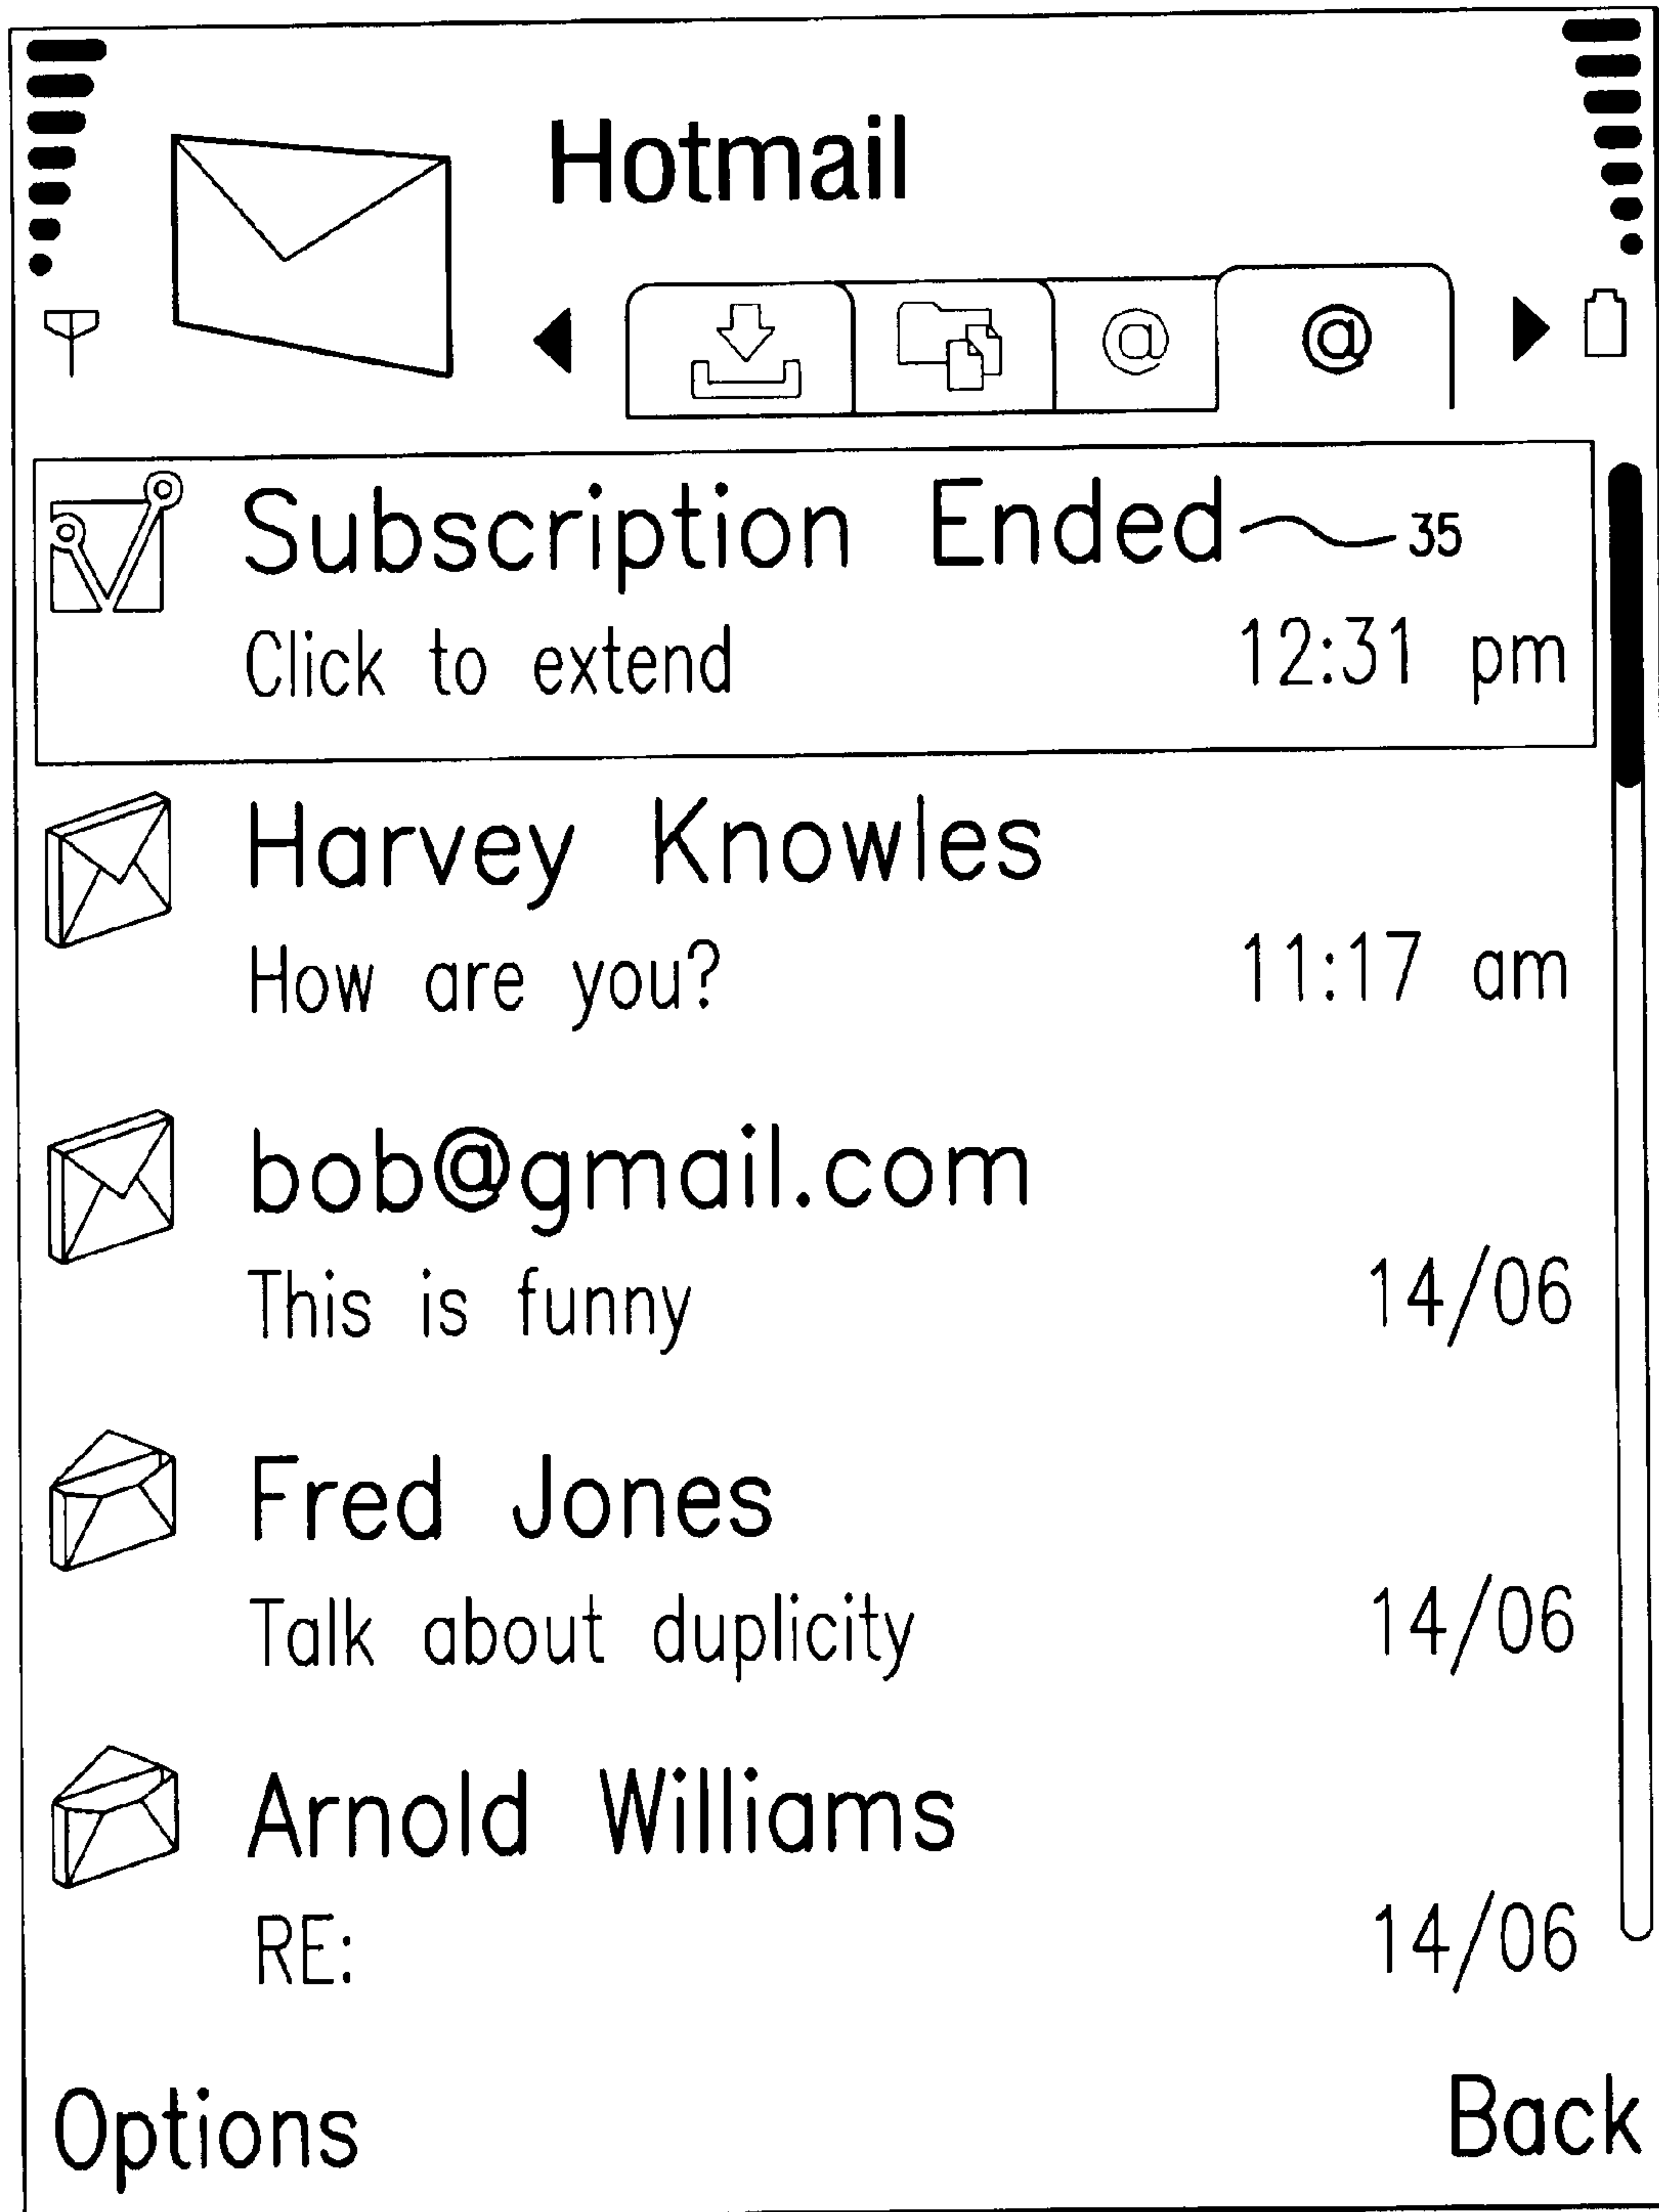 Hotmail
@ @
Subscription Ended 35
Click to extend 12:31 pm
Harvey Knowles
How are you? 11:17 am
bob@gmail.com
This is funny 14/06
Fred Jones
Talk about duplicity 14/06
Arnold Williams
RE: 14/06
Options Back